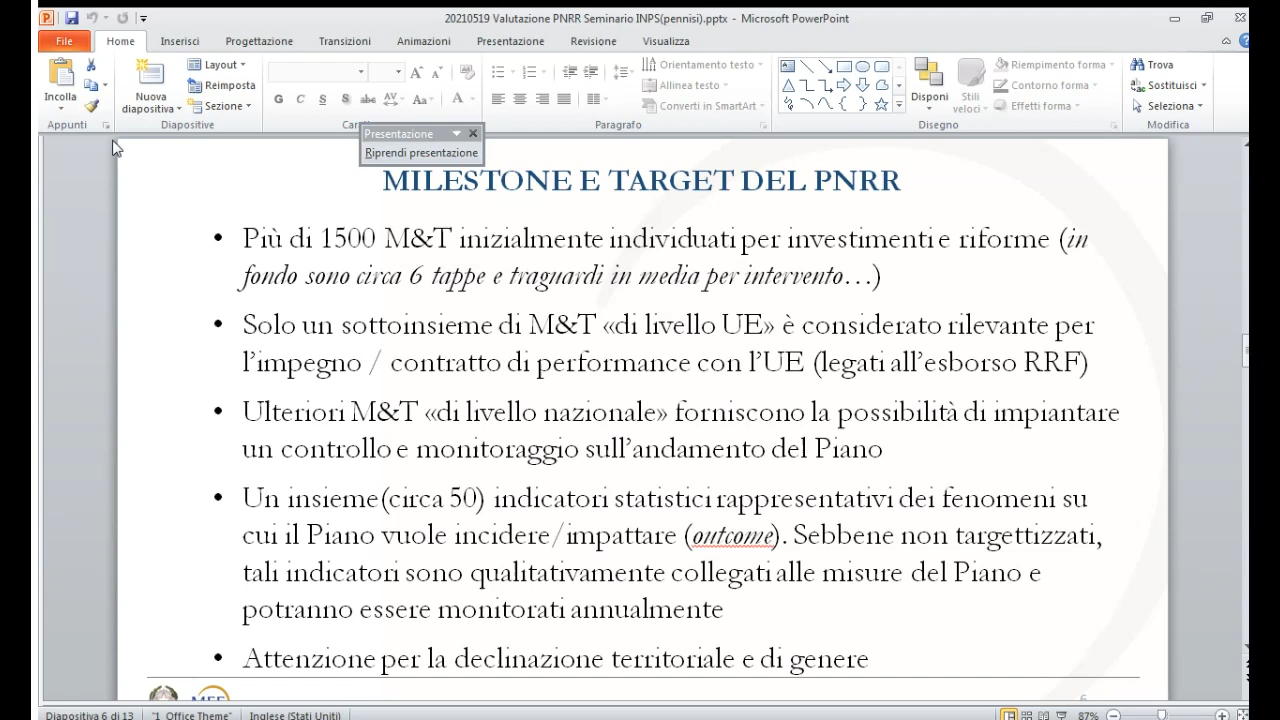 20210519 Valutazione PNRR Seminario INPS(pennisi).pptx - Microsoft PowerPoint
File Home Inserisci Progettazione Transizioni Animazioni Presentazione Revisione Visualizza
Incolla
Appunti
Nuova diapositiva
Layout
Reimposta
Sezione
Diapositive
G C S S abc AV Aa A
Paragrafo
Orientamento testo
Allinea testo
Converti in SmartArt
Disponi
Stili veloci
Riempimento forma
Contorno forma
Effetti forma
Disegno
Trova
Sostituisci
Seleziona
Modifica
Presentazione
Riprendi presentazione
MILESTONE E TARGET DEL PNRR
• Più di 1500 M&T inizialmente individuati per investimenti e riforme (in
fondo sono circa 6 tappe e traguardi in media per intervento…)
• Solo un sottoinsieme di M&T «di livello UE» è considerato rilevante per
l’impegno / contratto di performance con l’UE (legati all’esborso RRF)
• Ulteriori M&T «di livello nazionale» forniscono la possibilità di impiantare
un controllo e monitoraggio sull’andamento del Piano
• Un insieme(circa 50) indicatori statistici rappresentativi dei fenomeni su
cui il Piano vuole incidere/impattare (outcome). Sebbene non targettizzati,
tali indicatori sono qualitativamente collegati alle misure del Piano e
potranno essere monitorati annualmente
• Attenzione per la declinazione territoriale e di genere
MEF
6
Diapositiva 6 di 13 "1_Office Theme" Inglese (Stati Uniti) 87%